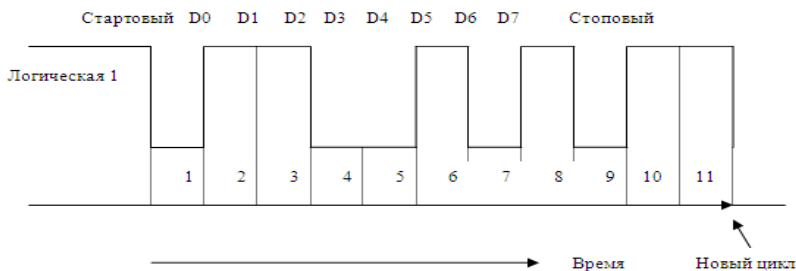 Стартовый D0 D1 D2 D3 D4 D5 D6 D7 Стоповый
Логическая 1
1 2 3 4 5 6 7 8 9 10 11
Время Новый цикл